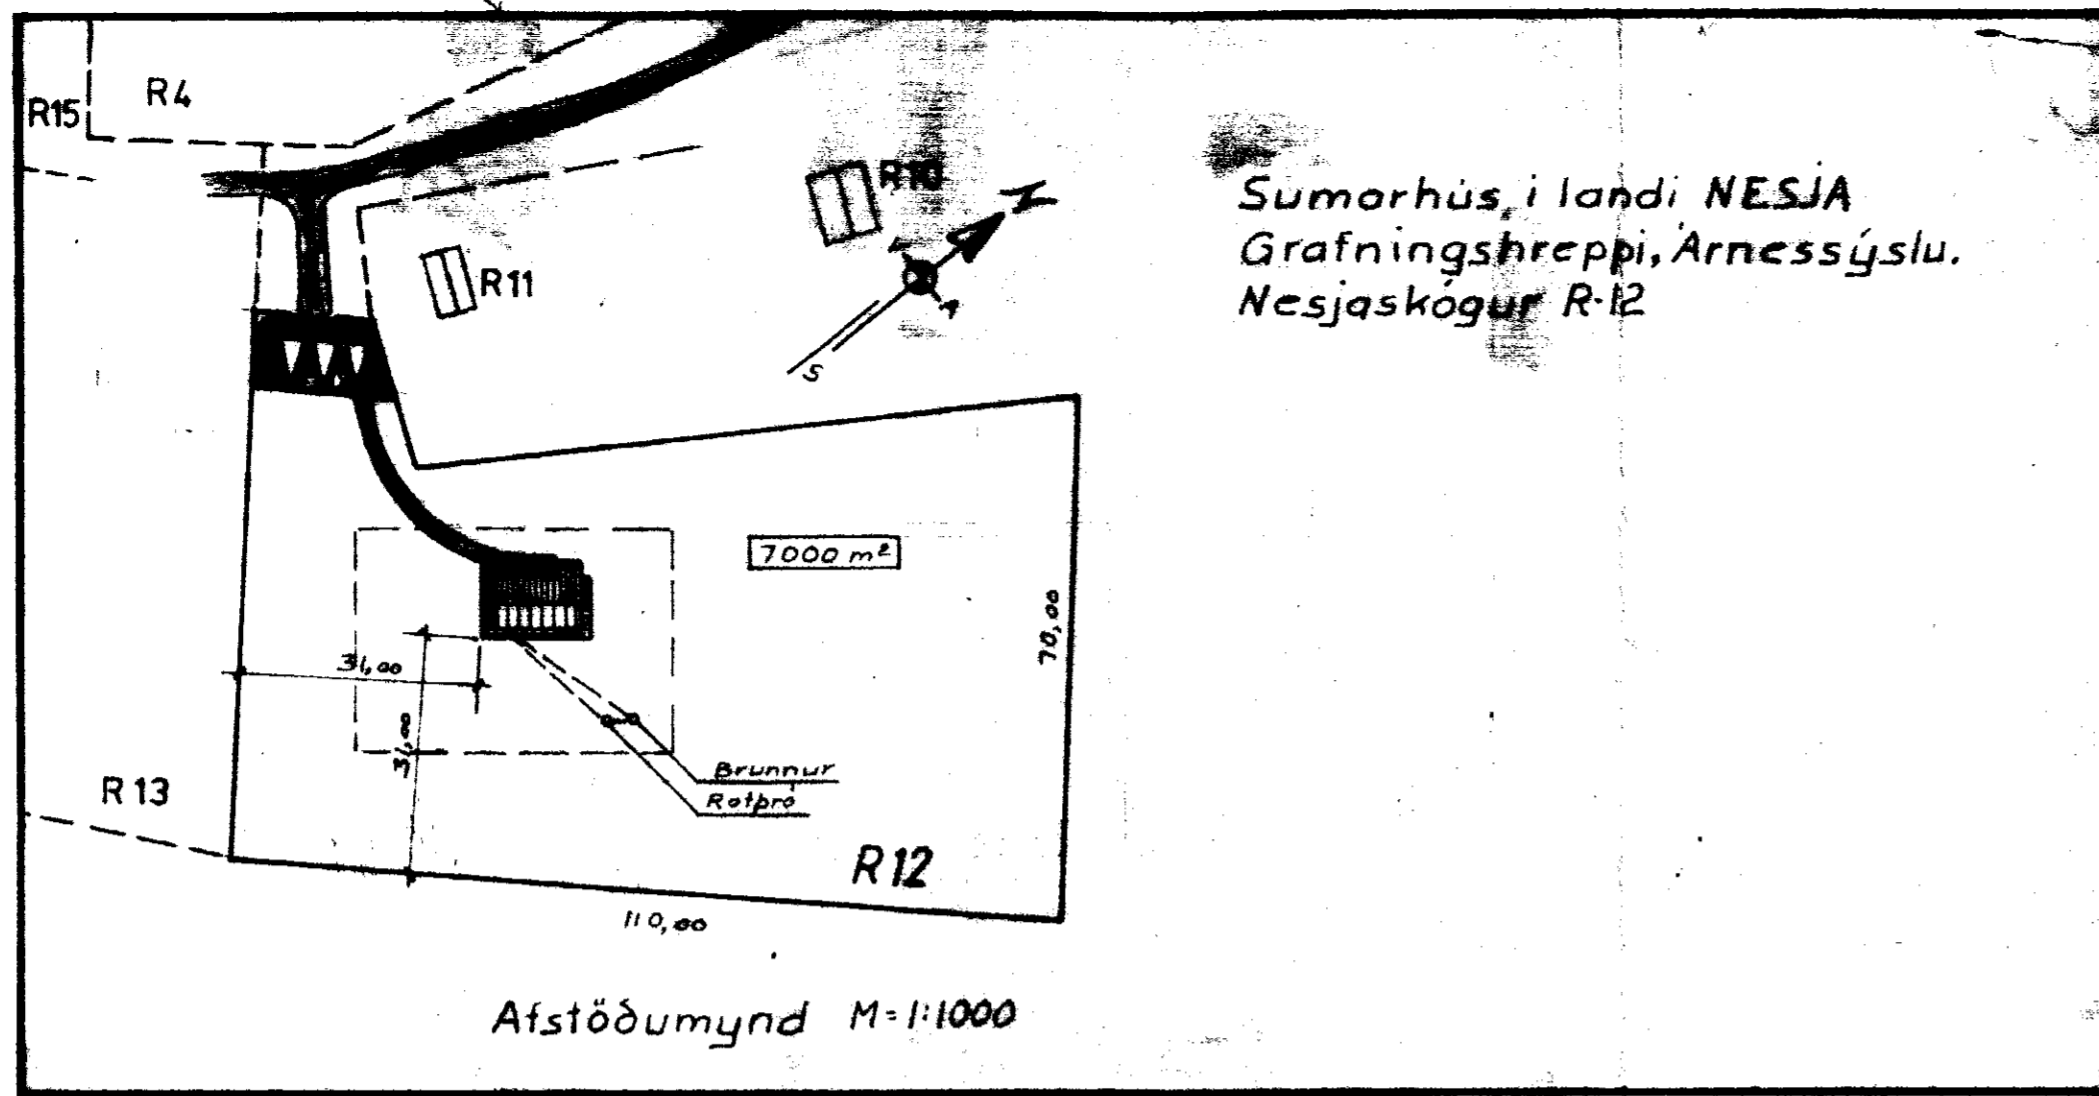 R15
R4
R10
R11
S
Sumarhús, i landi NESJA
Grafningshreppi, Árnessýslu.
Nesjaskógur R-12
7000 m²
70,00
31,00
31,00
Brunnur
Rotþró
R13
R12
110,00
Afstöðumynd M=1:1000